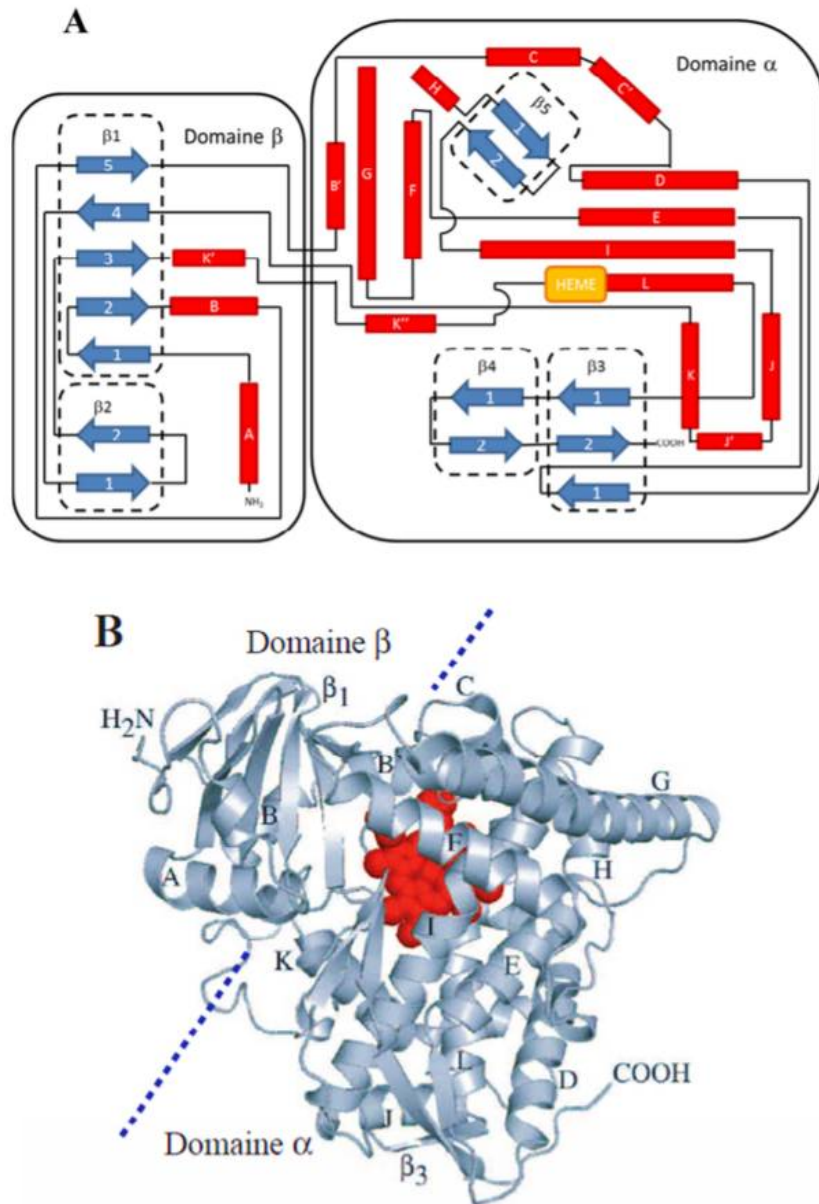 A
Domaine β
β1
5
4
3
2
1
β2
2
1
K'
B
A
NH2
Domaine α
C
C'
H
β5
1
2
B'
G
F
D
E
I
HEME
L
K''
K
J
J'
β4
1
2
β3
1
2
1
COOH
B
Domaine β
β1
C
H2N
B'
G
B
F
A
H
I
K
E
L
D
COOH
J
Domaine α
β3